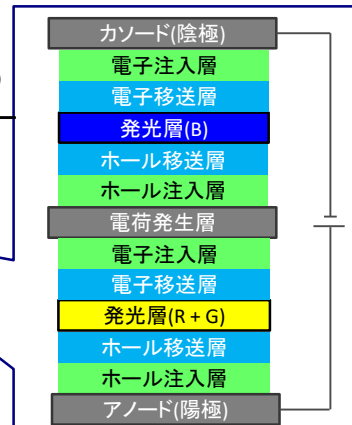 カソード(陰極)
電子注入層
電子移送層
発光層(B)
ホール移送層
ホール注入層
電荷発生層
電子注入層
電子移送層
発光層(R + G)
ホール移送層
ホール注入層
アノード(陽極)